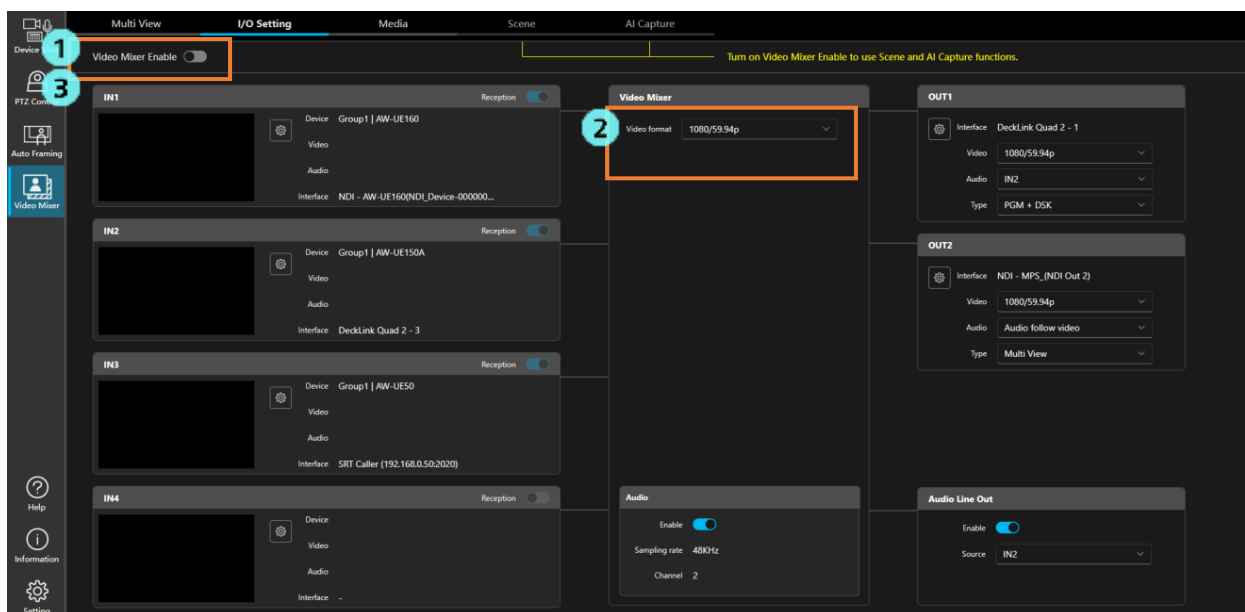 Multi View
I/O Setting
Media
Scene
AI Capture
Device
1
Video Mixer Enable
Turn on Video Mixer Enable to use Scene and AI Capture functions.
3
PTZ
Auto Framing
Video Mixer
Help
Information
Setting
IN1
Reception
Device Group1 | AW-UE160
Video
Audio
Interface NDI - AW-UE160(NDI_Device-000000...
IN2
Reception
Device Group1 | AW-UE150A
Video
Audio
Interface DeckLink Quad 2 - 3
IN3
Reception
Device Group1 | AW-UE50
Video
Audio
Interface SRT Caller (192.168.0.50:2020)
IN4
Reception
Device
Video
Audio
Interface -
Video Mixer
2
Video format 1080/59.94p
Audio
Enable
Sampling rate 48KHz
Channel 2
OUT1
Interface DeckLink Quad 2 - 1
Video 1080/59.94p
Audio IN2
Type PGM + DSK
OUT2
Interface NDI - MPS_(NDI Out 2)
Video 1080/59.94p
Audio Audio follow video
Type Multi View
Audio Line Out
Enable
Source IN2